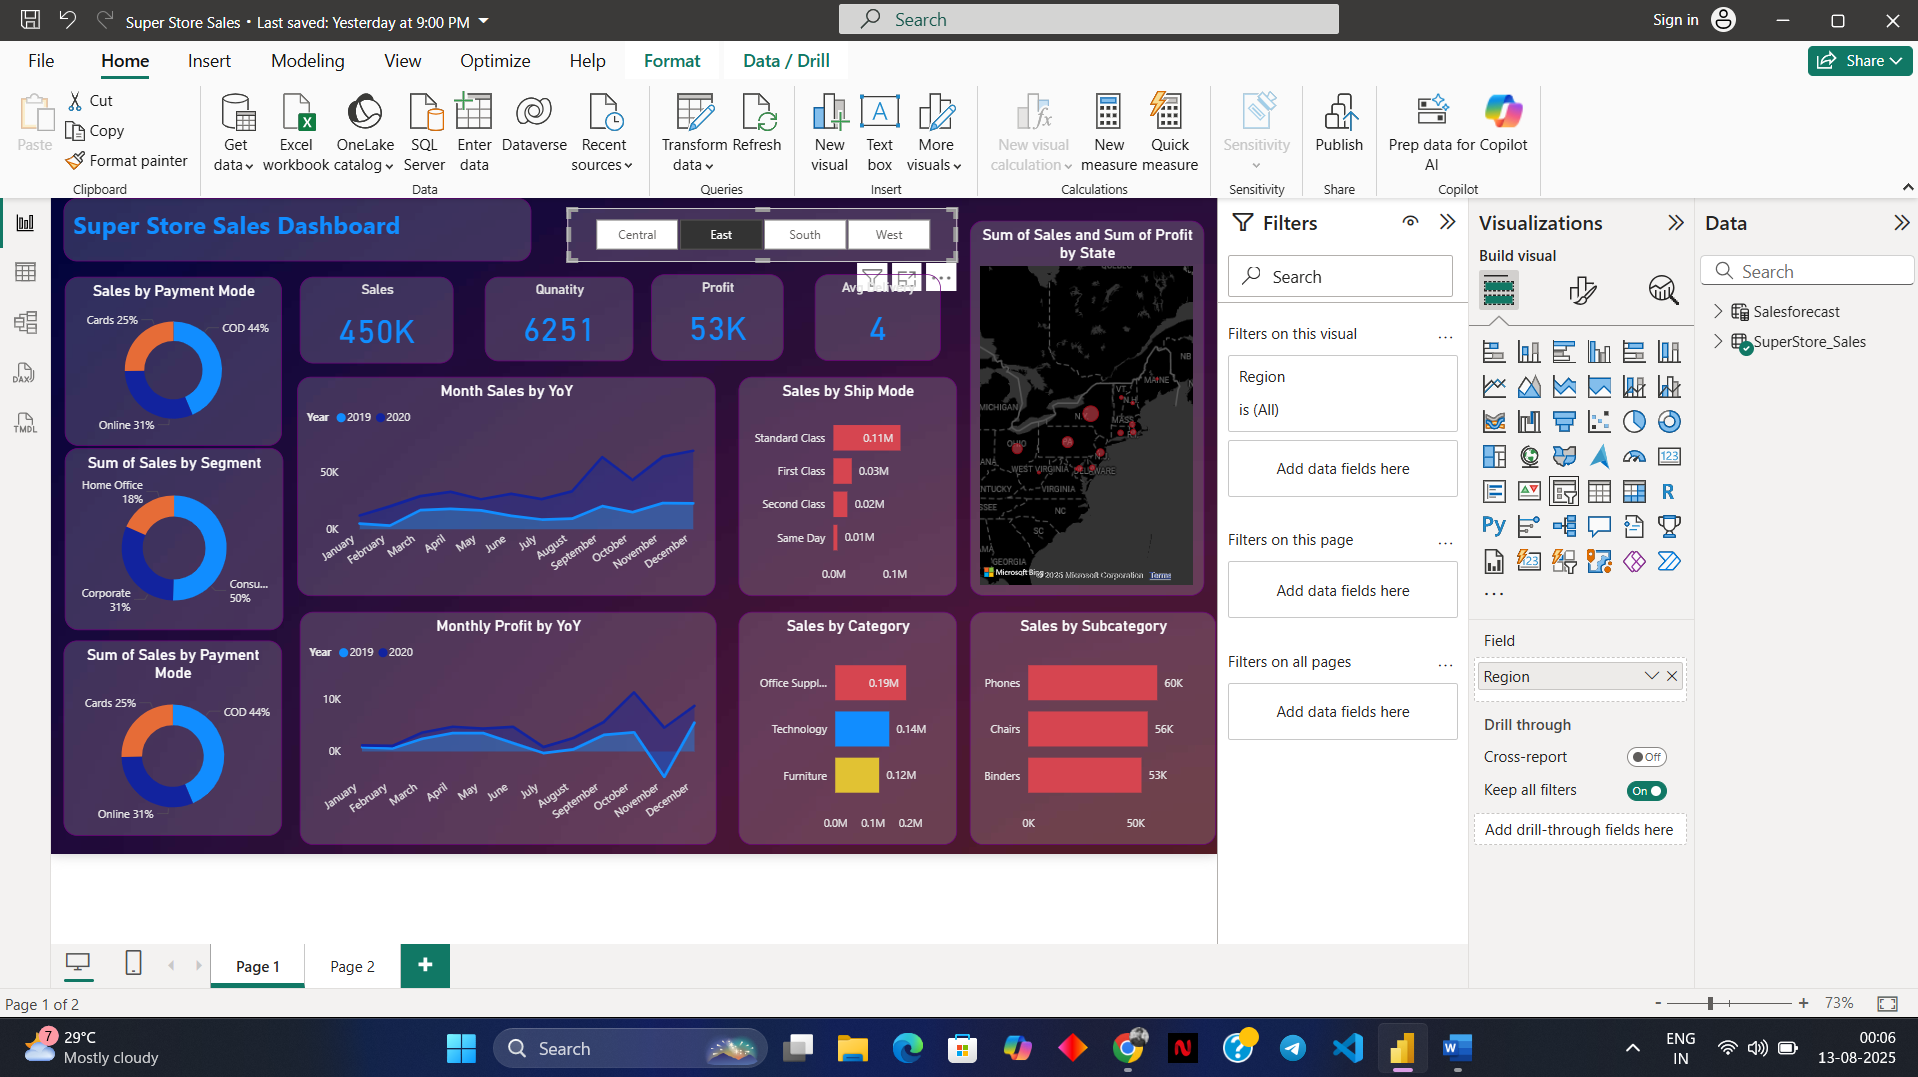 Super Store Sales • Last saved: Yesterday at 9:00 PM
Search
Sign in
File
Home
Insert
Modeling
View
Optimize
Help
Format
Data / Drill
Share
Paste
Cut
Copy
Format painter
Clipboard
Get data
Excel workbook
OneLake catalog
SQL Server
Enter data
Dataverse
Recent sources
Data
Transform data
Refresh
Queries
New visual
Text box
More visuals
Insert
New visual calculation
New measure
Quick measure
Calculations
Sensitivity
Sensitivity
Publish
Share
Prep data for AI
Copilot
Copilot
Super Store Sales Dashboard
Central
East
South
West
Sales by Payment Mode
Cards 25%
COD 44%
Online 31%
Sales
450K
Qunatity
6251
Profit
53K
Avg Delivery
4
Sum of Sales and Sum of Profit
by State
MICHIGAN
OHIO
PA
NY
VT
N.H.
MAINE
NB
MASS
N.J.
DELAWARE
WEST VIRGINIA
VIRGINIA
NC
SC
GEORGIA
Microsoft Bing
© 2025 Microsoft Corporation
Terms
Month Sales by YoY
Year 2019 2020
50K
0K
January
February
March
April
May
June
July
August
September
October
November
December
Sales by Ship Mode
Standard Class 0.11M
First Class 0.03M
Second Class 0.02M
Same Day 0.01M
0.0M 0.1M
Sum of Sales by Segment
Home Office
18%
Corporate
31%
Consu...
50%
Sum of Sales by Payment
Mode
Cards 25%
COD 44%
Online 31%
Monthly Profit by YoY
Year 2019 2020
10K
0K
January
February
March
April
May
June
July
August
September
October
November
December
Sales by Category
Office Suppl... 0.19M
Technology 0.14M
Furniture 0.12M
0.0M 0.1M 0.2M
Sales by Subcategory
Phones 60K
Chairs 56K
Binders 53K
0K 50K
Filters
Search
Filters on this visual
Region
is (All)
Add data fields here
Filters on this page
Add data fields here
Filters on all pages
Add data fields here
Visualizations
Build visual
Field
Region
Drill through
Cross-report
Off
Keep all filters
On
Add drill-through fields here
Data
Search
Salesforecast
SuperStore_Sales
DAX
TMDL
R
Py
123
123
Page 1
Page 2
+
Page 1 of 2
- + 73%
7
29°C
Mostly cloudy
Search
ENG
IN
00:06
13-08-2025